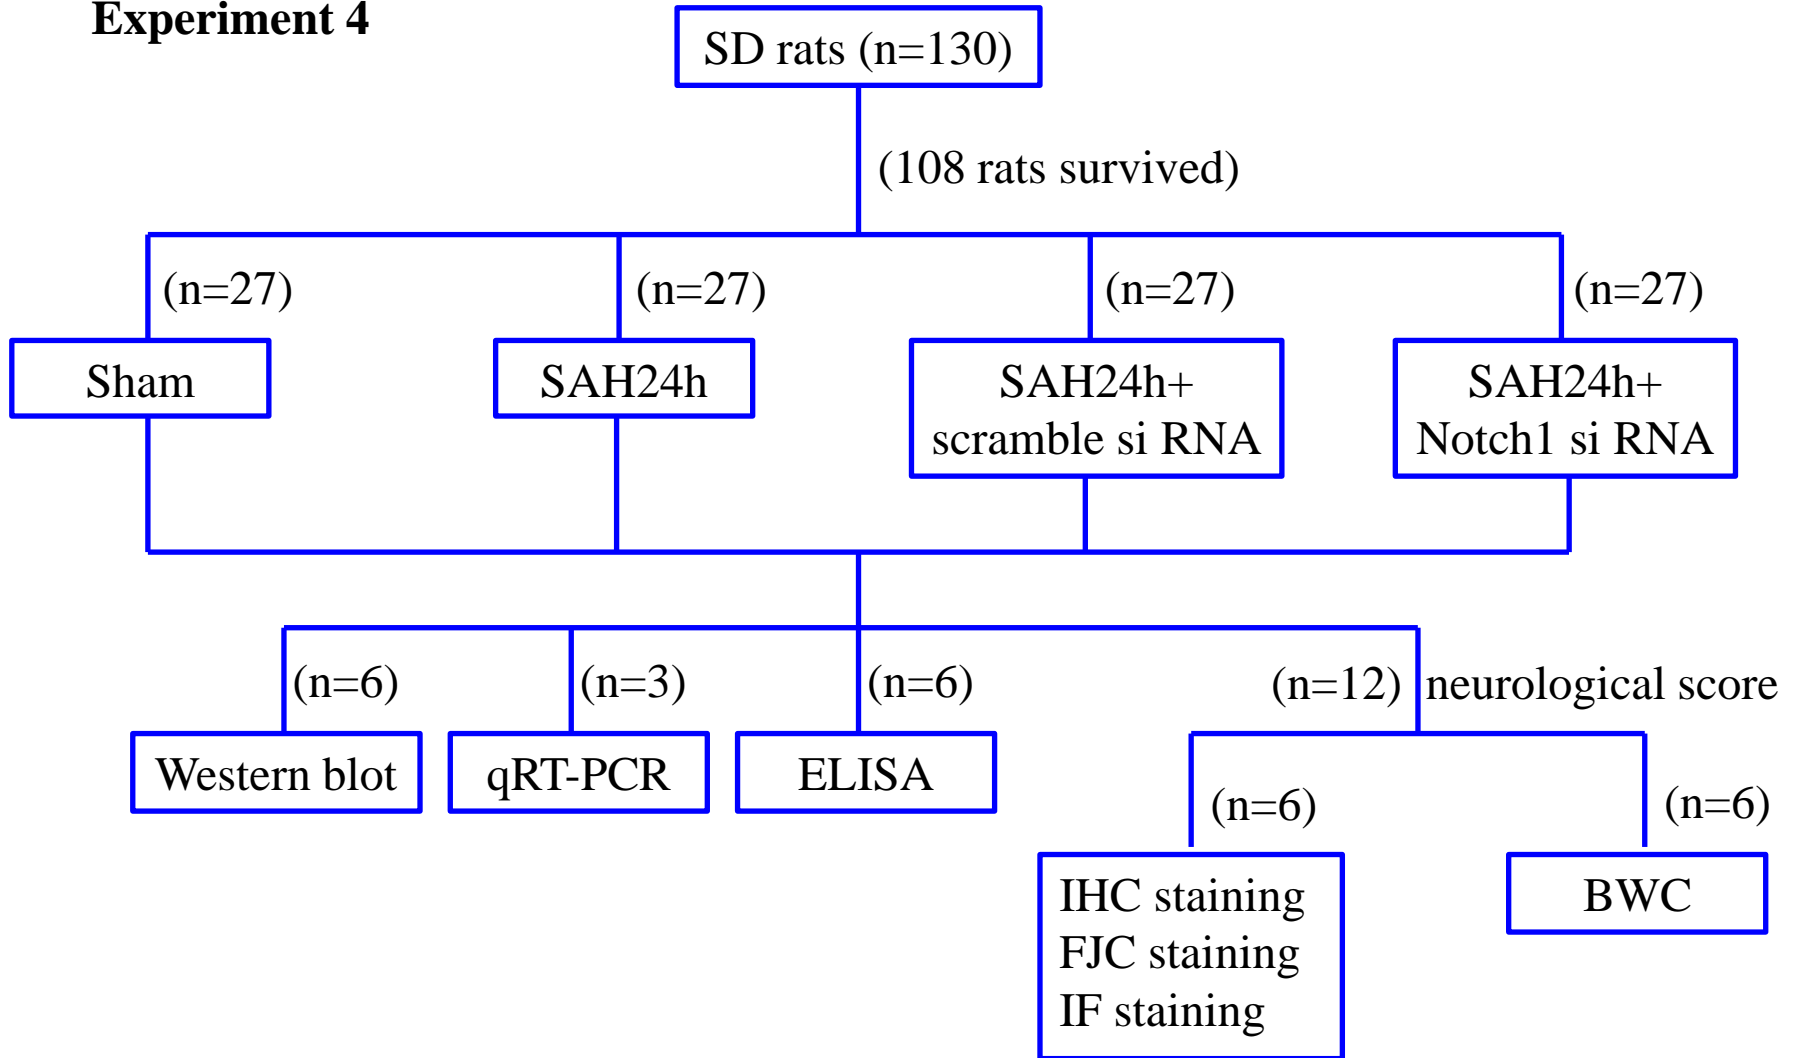 Experiment 4
SD rats (n=130)
(108 rats survived)
(n=27)
(n=27)
(n=27)
(n=27)
Sham
SAH24h
SAH24h+
scramble si RNA
SAH24h+
Notch1 si RNA
(n=6)
(n=3)
(n=6)
(n=12)
neurological score
Western blot
qRT-PCR
ELISA
(n=6)
(n=6)
IHC staining
FJC staining
IF staining
BWC